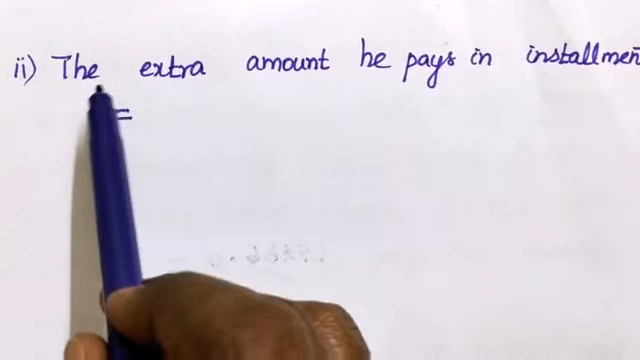 ii) The extra amount he pays in installmen
=